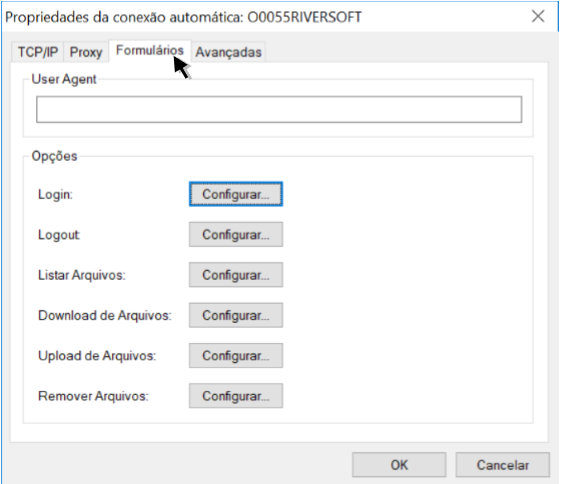 Propriedades da conexão automática: O0055RIVERSOFT
TCP/IP Proxy Formulários Avançadas
User Agent
Opções
Login: Configurar...
Logout: Configurar...
Listar Arquivos: Configurar...
Download de Arquivos: Configurar...
Upload de Arquivos: Configurar...
Remover Arquivos: Configurar...
OK Cancelar